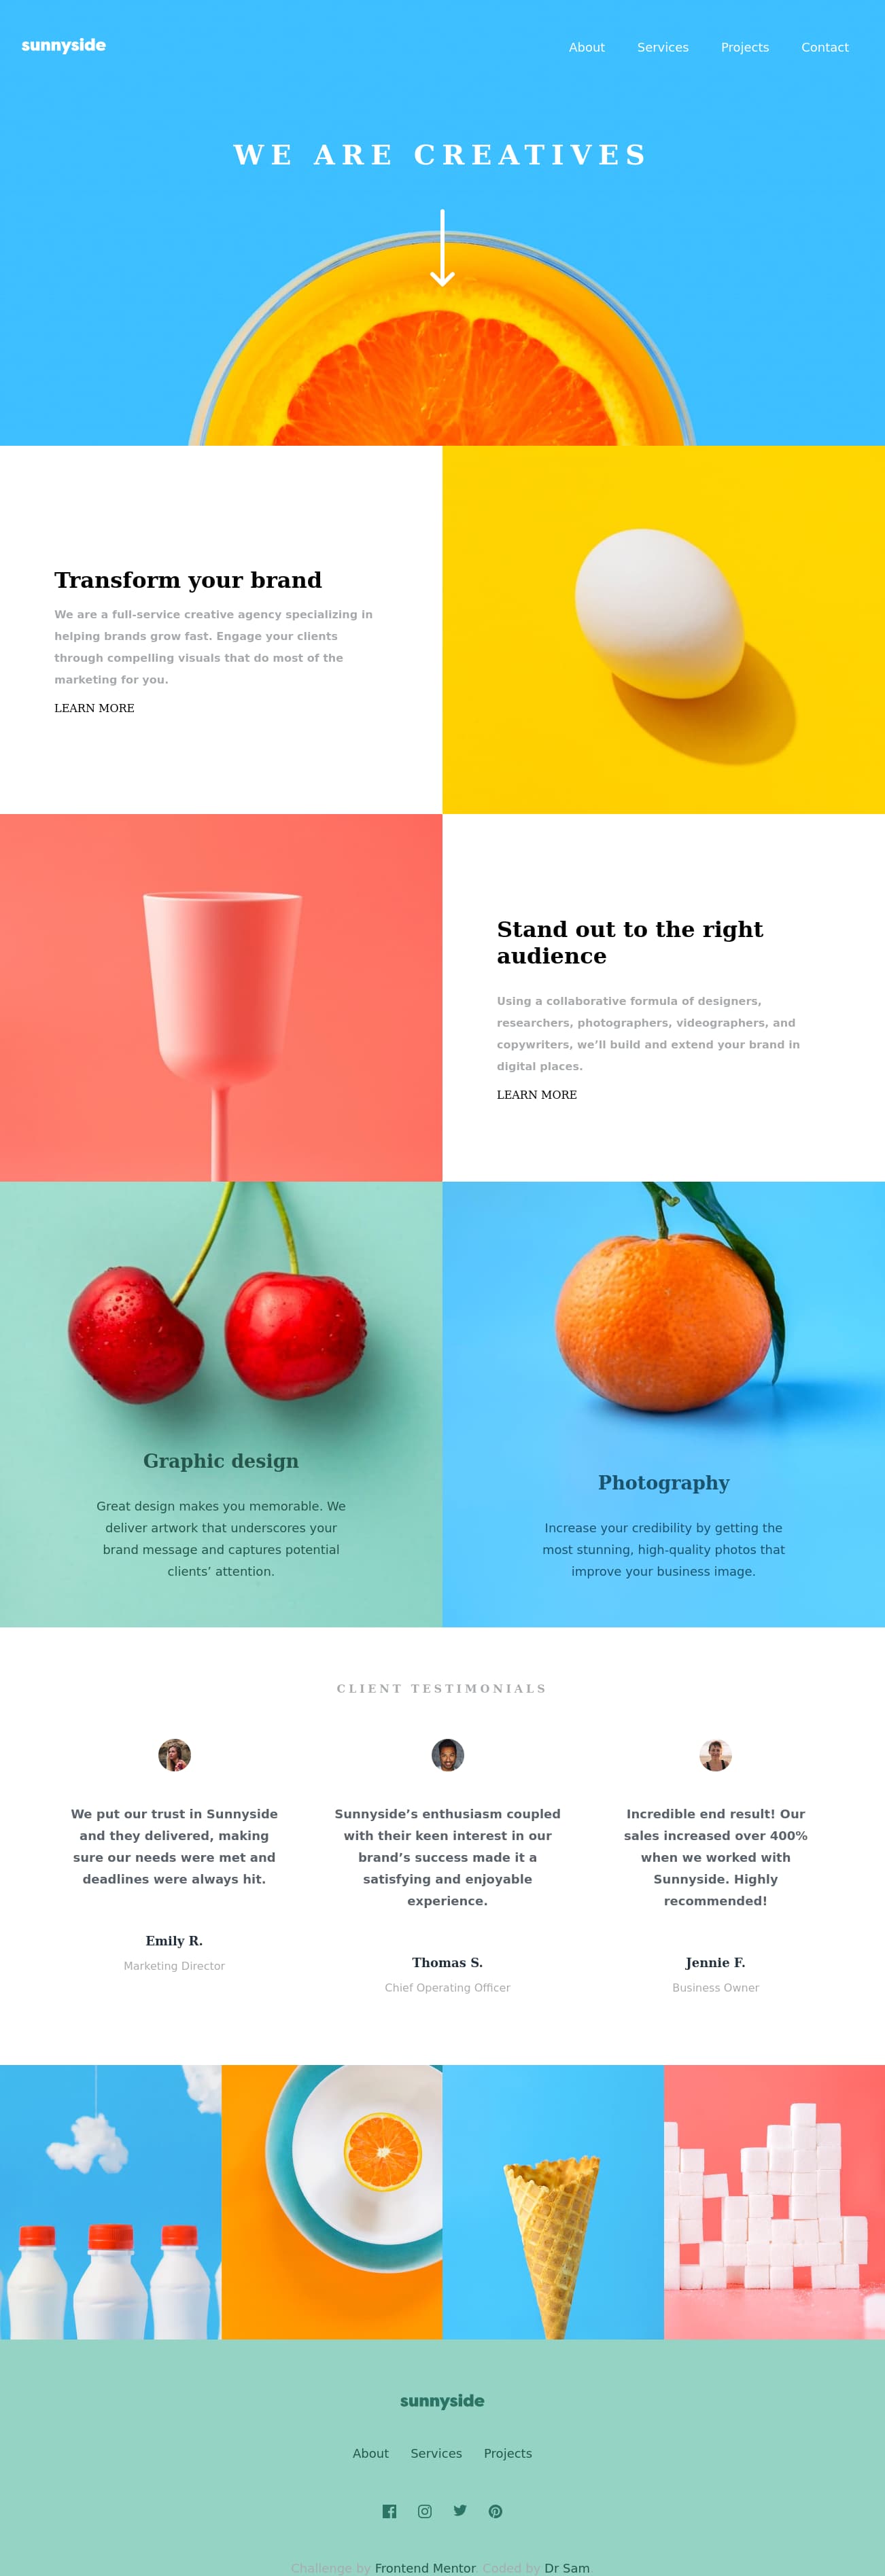 sunnyside
About Services Projects Contact
WE ARE CREATIVES
Transform your brand
We are a full-service creative agency specializing in
helping brands grow fast. Engage your clients
through compelling visuals that do most of the
marketing for you.
LEARN MORE
Stand out to the right
audience
Using a collaborative formula of designers,
researchers, photographers, videographers, and
copywriters, we’ll build and extend your brand in
digital places.
LEARN MORE
Graphic design
Great design makes you memorable. We
deliver artwork that underscores your
brand message and captures potential
clients’ attention.
Photography
Increase your credibility by getting the
most stunning, high-quality photos that
improve your business image.
CLIENT TESTIMONIALS
We put our trust in Sunnyside
and they delivered, making
sure our needs were met and
deadlines were always hit.
Emily R.
Marketing Director
Sunnyside’s enthusiasm coupled
with their keen interest in our
brand’s success made it a
satisfying and enjoyable
experience.
Thomas S.
Chief Operating Officer
Incredible end result! Our
sales increased over 400%
when we worked with
Sunnyside. Highly
recommended!
Jennie F.
Business Owner
sunnyside
About Services Projects
Challenge by Frontend Mentor. Coded by Dr Sam.